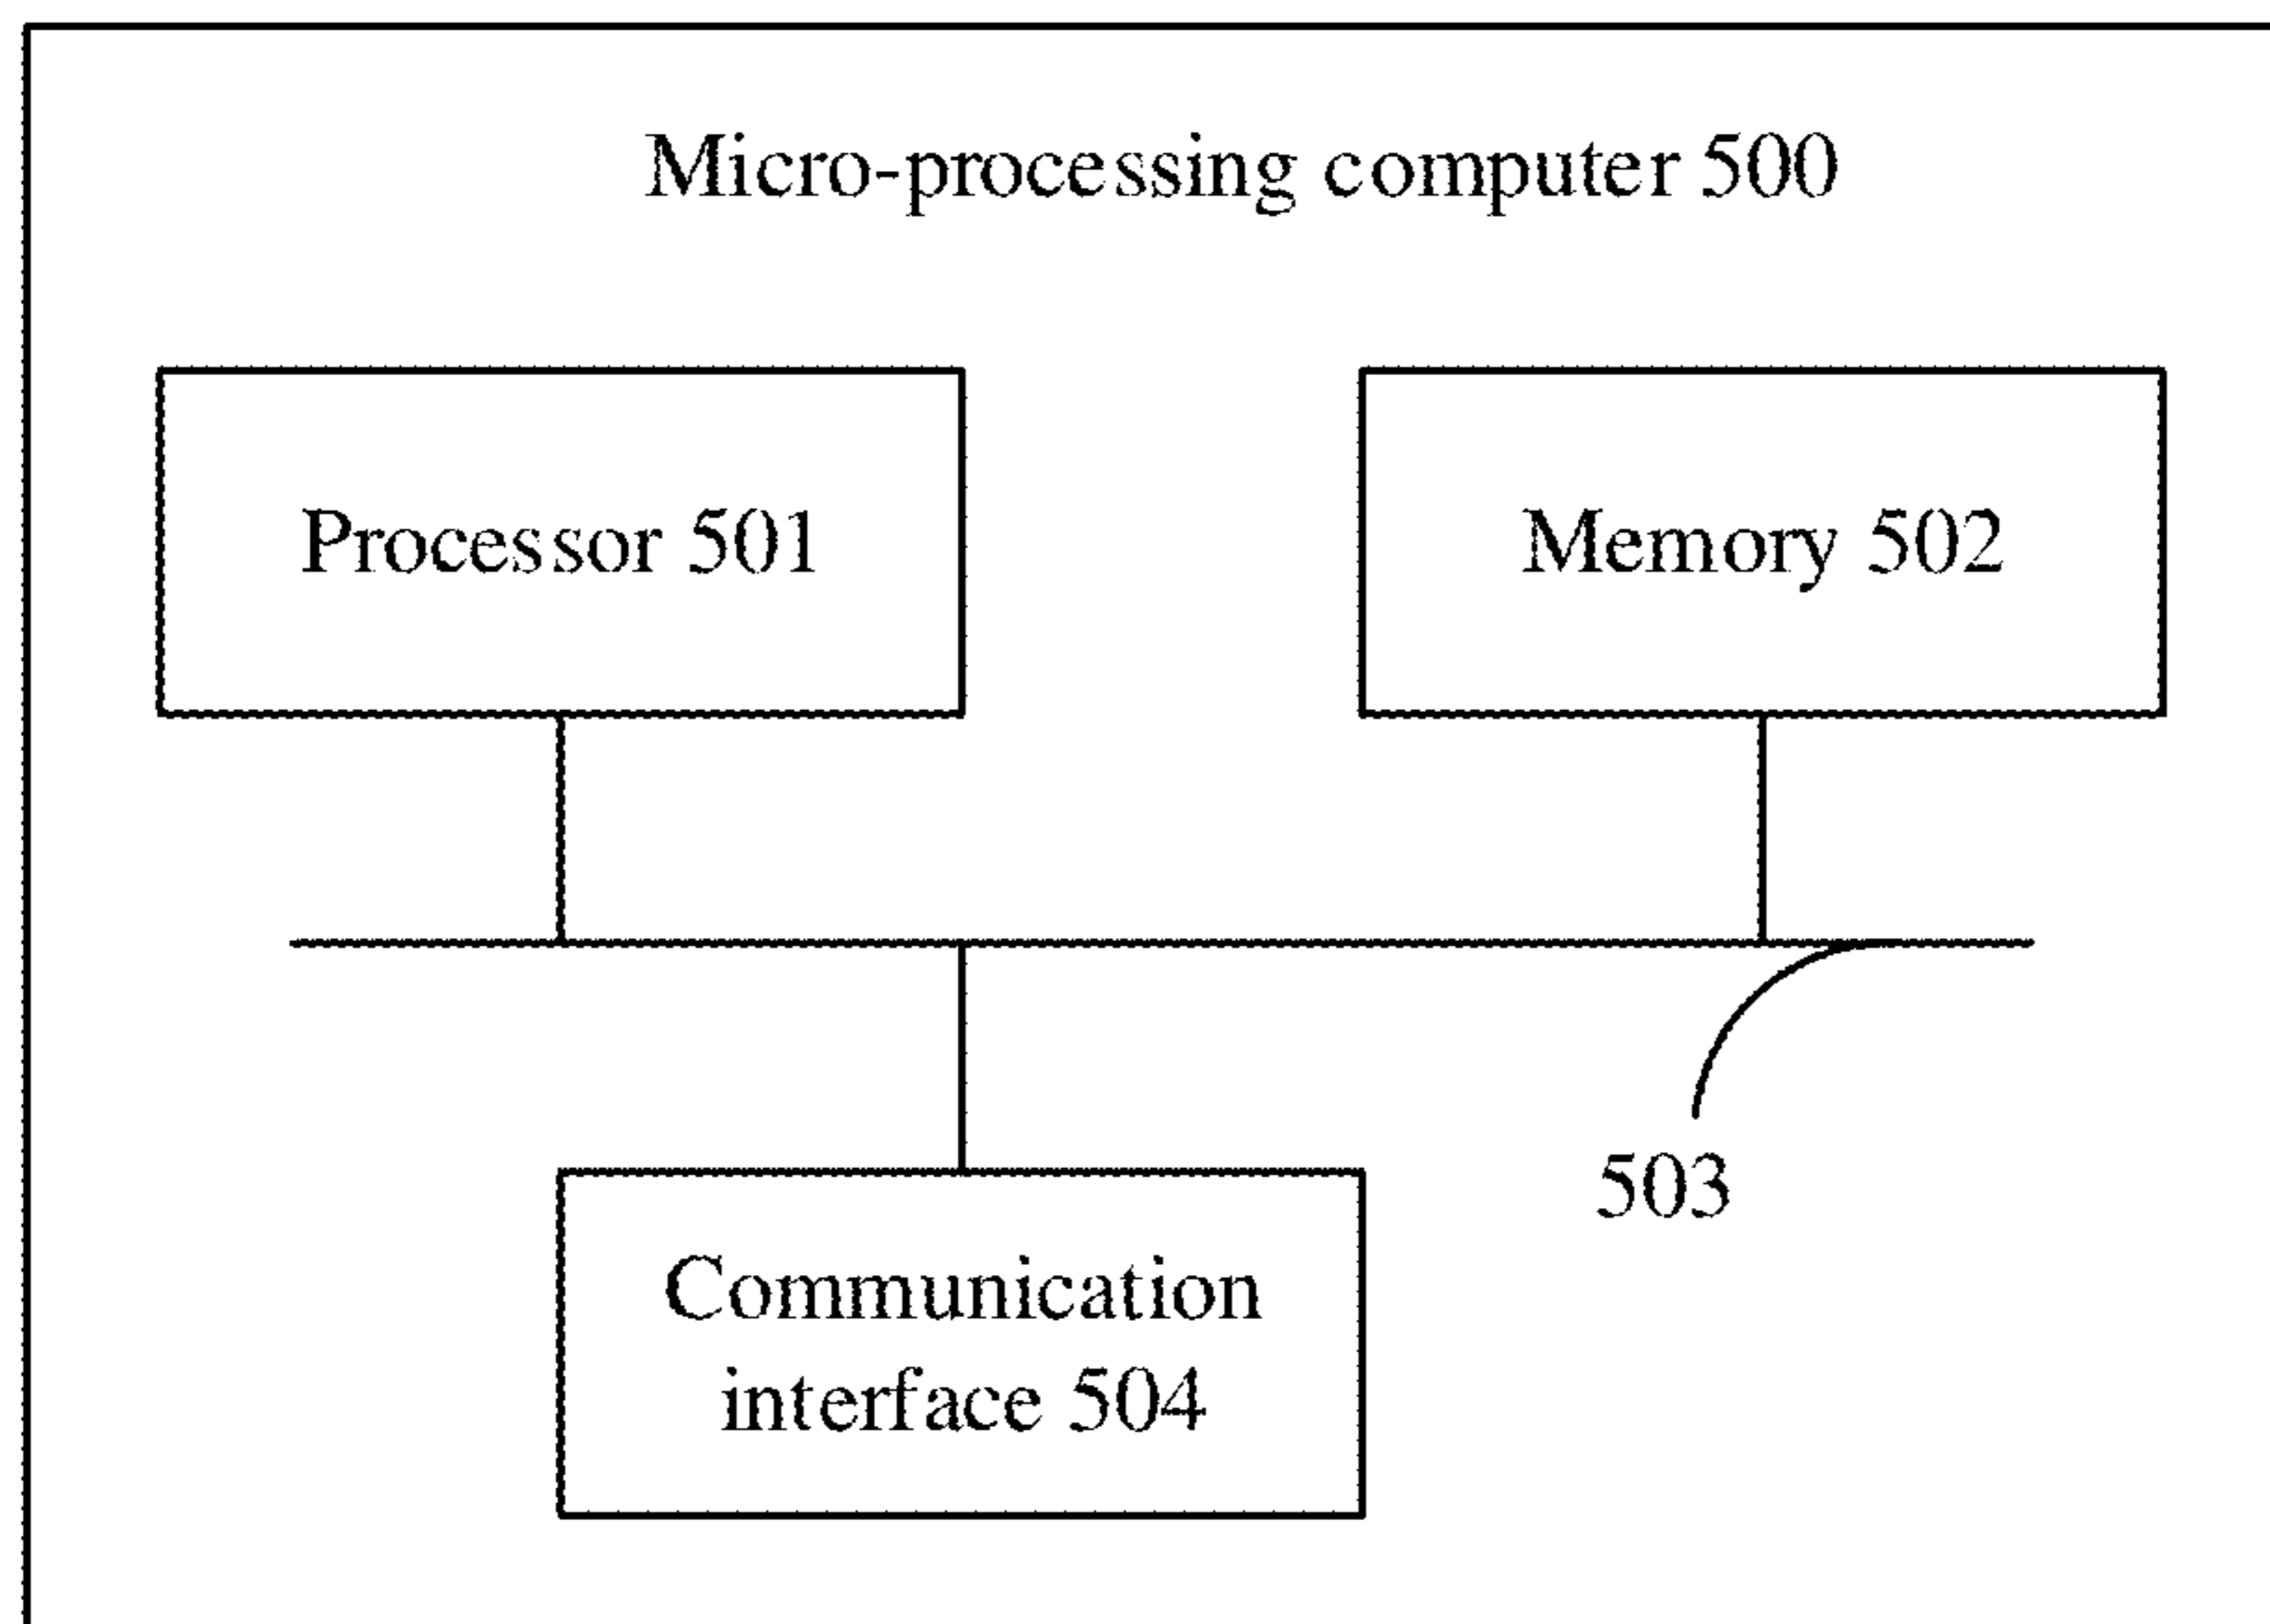 Micro-processing computer 500
Processor 501
Memory 502
503
Communication
interface 504